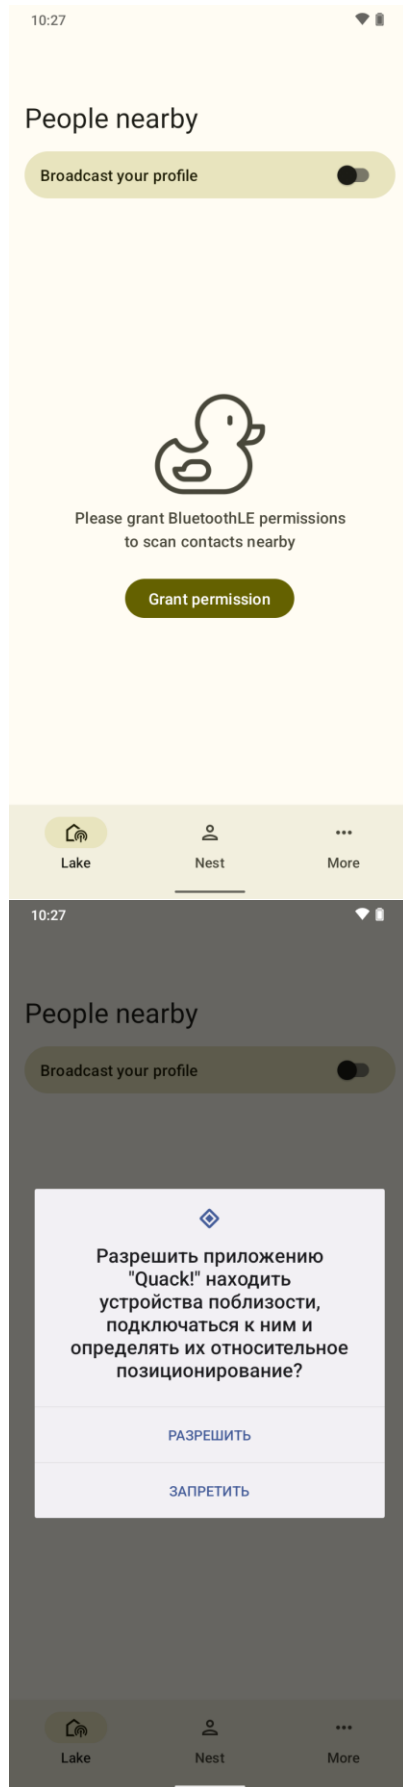 10:27
People nearby
Broadcast your profile
Please grant BluetoothLE permissions
to scan contacts nearby
Grant permission
Lake Nest More
10:27
People nearby
Broadcast your profile
Разрешить приложению
"Quack!" находить
устройства поблизости,
подключаться к ним и
определять их относительное
позиционирование?
РАЗРЕШИТЬ
ЗАПРЕТИТЬ
Lake Nest More